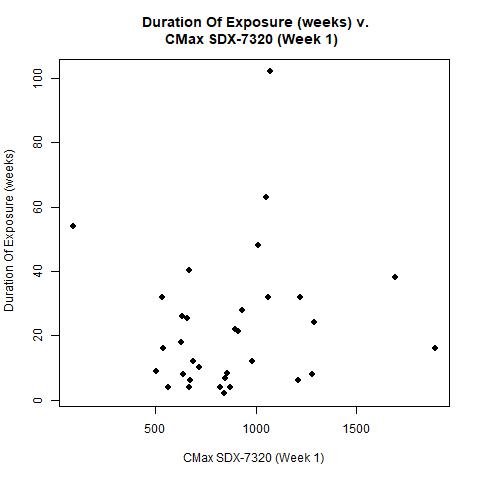 Duration Of Exposure (weeks) v.
CMax SDX-7320 (Week 1)
Duration Of Exposure (weeks)
100
80
60
40
20
0
500
1000
1500
CMax SDX-7320 (Week 1)